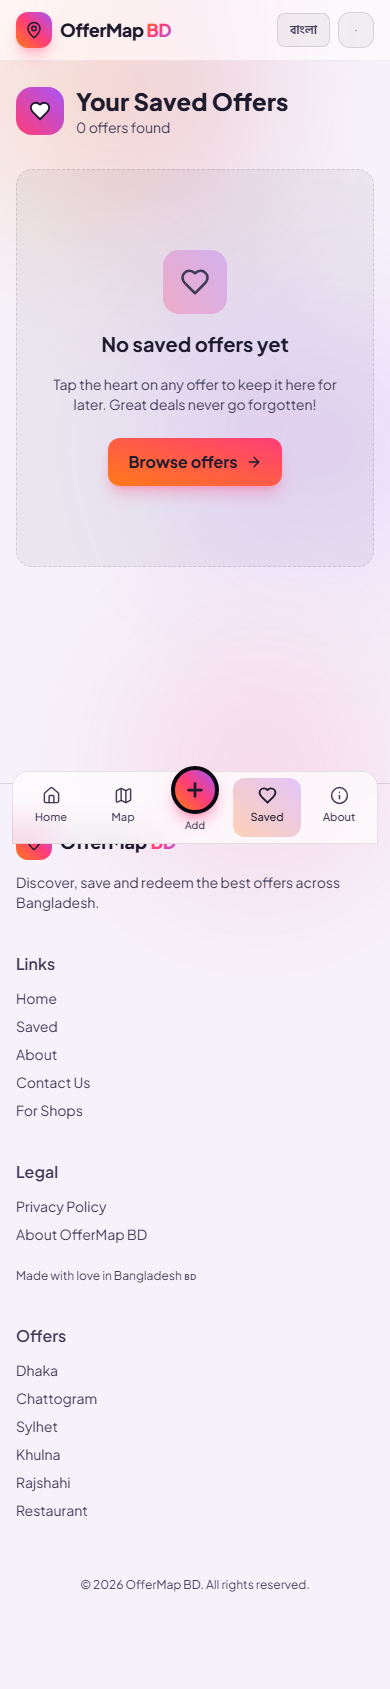 OfferMap BD
বাংলা
Your Saved Offers
0 offers found
No saved offers yet
Tap the heart on any offer to keep it here for
later. Great deals never go forgotten!
Browse offers
Home
Map
Add
Saved
About
OfferMap BD
Discover, save and redeem the best offers across
Bangladesh.
Links
Home
Saved
About
Contact Us
For Shops
Legal
Privacy Policy
About OfferMap BD
Made with love in Bangladesh BD
Offers
Dhaka
Chattogram
Sylhet
Khulna
Rajshahi
Restaurant
© 2026 OfferMap BD. All rights reserved.